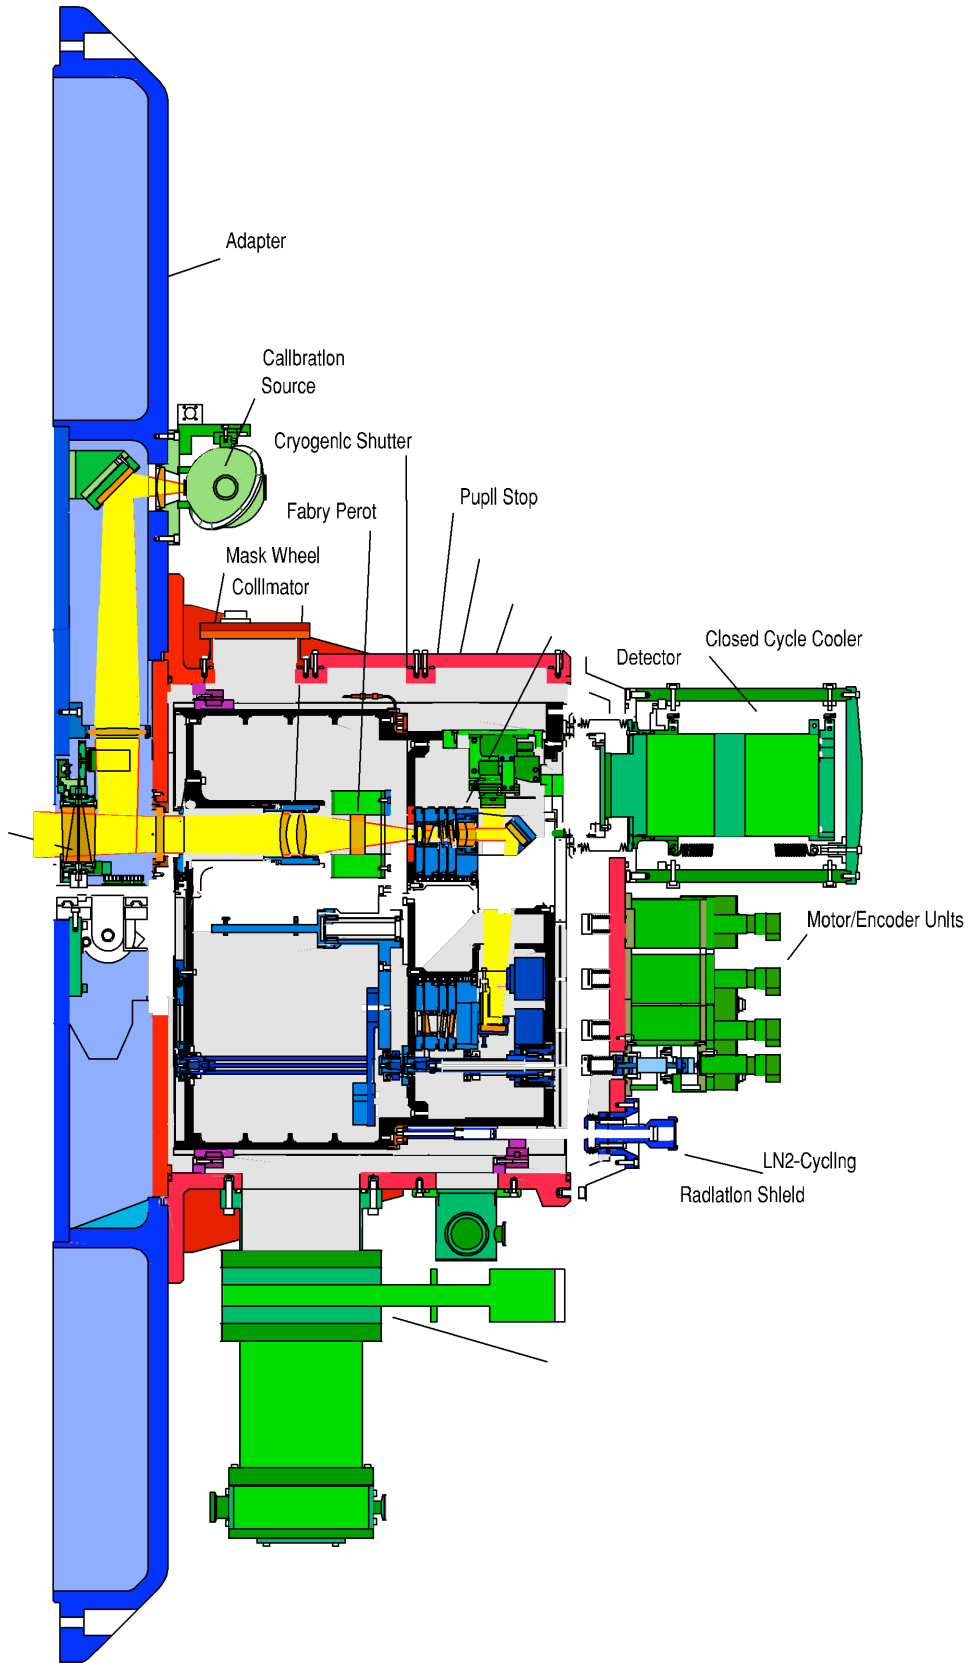 Adapter
Calibration
Source
Cryogenic Shutter
Pupil Stop
Fabry Perot
Mask Wheel
Collimator
Detector
Closed Cycle Cooler
Motor/Encoder Units
LN2-Cycling
Radiation Shield